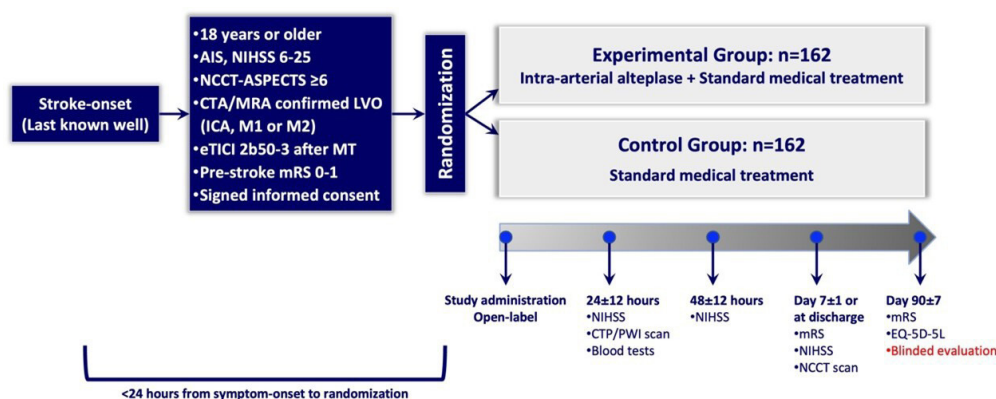 Stroke-onset
(Last known well)
•18 years or older
•AIS, NIHSS 6-25
•NCCT-ASPECTS ≥6
•CTA/MRA confirmed LVO
(ICA, M1 or M2)
•eTICI 2b50-3 after MT
•Pre-stroke mRS 0-1
•Signed informed consent
Randomization
Experimental Group: n=162
Intra-arterial alteplase + Standard medical treatment
Control Group: n=162
Standard medical treatment
Study administration
Open-label
24±12 hours
•NIHSS
•CTP/PWI scan
•Blood tests
48±12 hours
•NIHSS
Day 7±1 or
at discharge
•mRS
•NIHSS
•NCCT scan
Day 90±7
•mRS
•EQ-5D-5L
•Blinded evaluation
<24 hours from symptom-onset to randomization